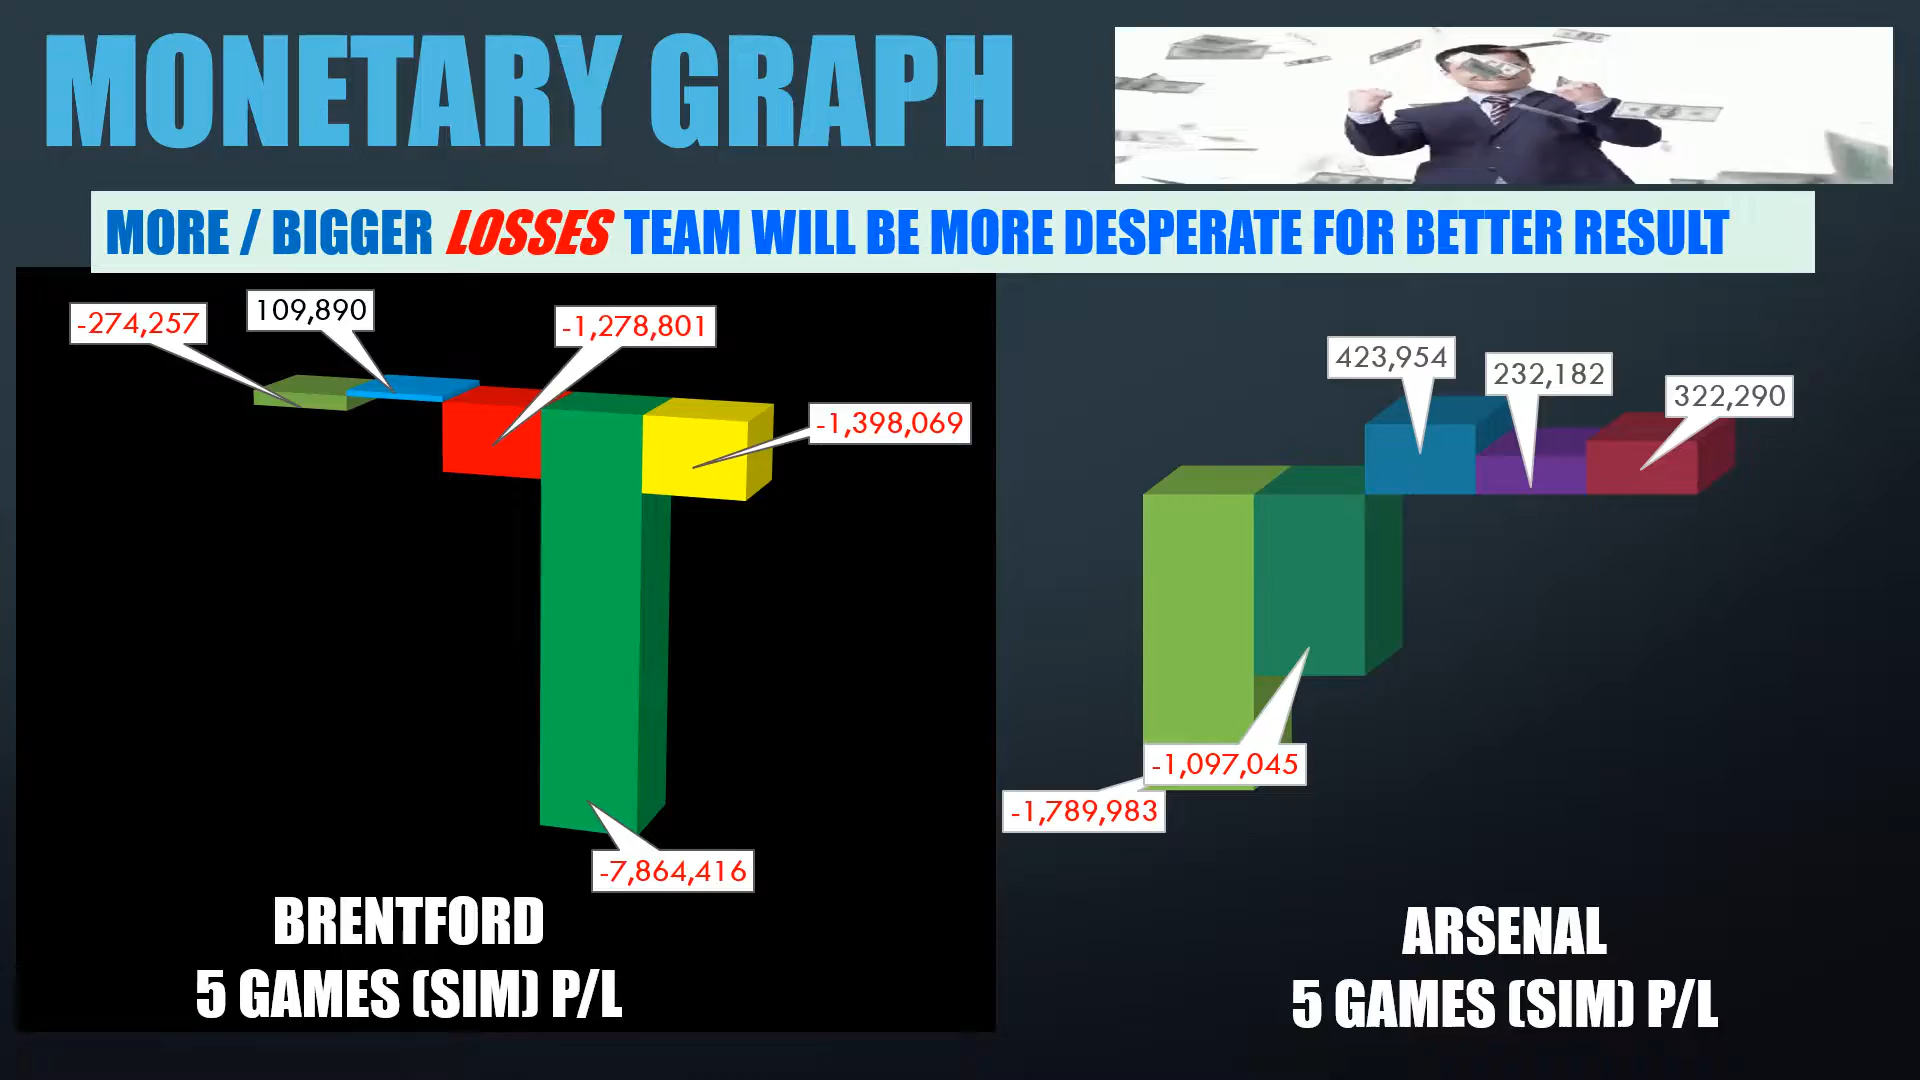 MONETARY GRAPH
MORE / BIGGER LOSSES TEAM WILL BE MORE DESPERATE FOR BETTER RESULT
-274,257
109,890
-1,278,801
-1,398,069
-7,864,416
BRENTFORD
5 GAMES (SIM) P/L
423,954
232,182
322,290
-1,097,045
-1,789,983
ARSENAL
5 GAMES (SIM) P/L